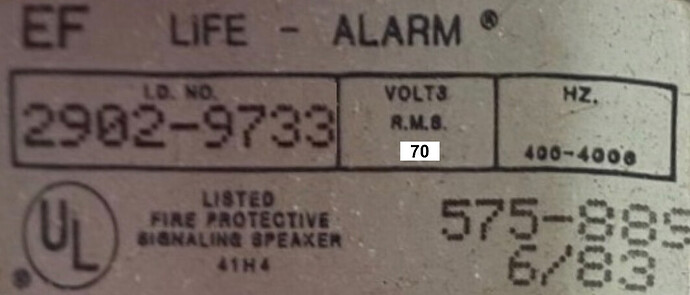 EF LIFE - ALARM ®
I.D. NO.
2902-9733
VOLTS
R.M.S.
70
HZ.
400-4000
UL
®
LISTED
FIRE PROTECTIVE
SIGNALING SPEAKER
41H4
575-883
6/83